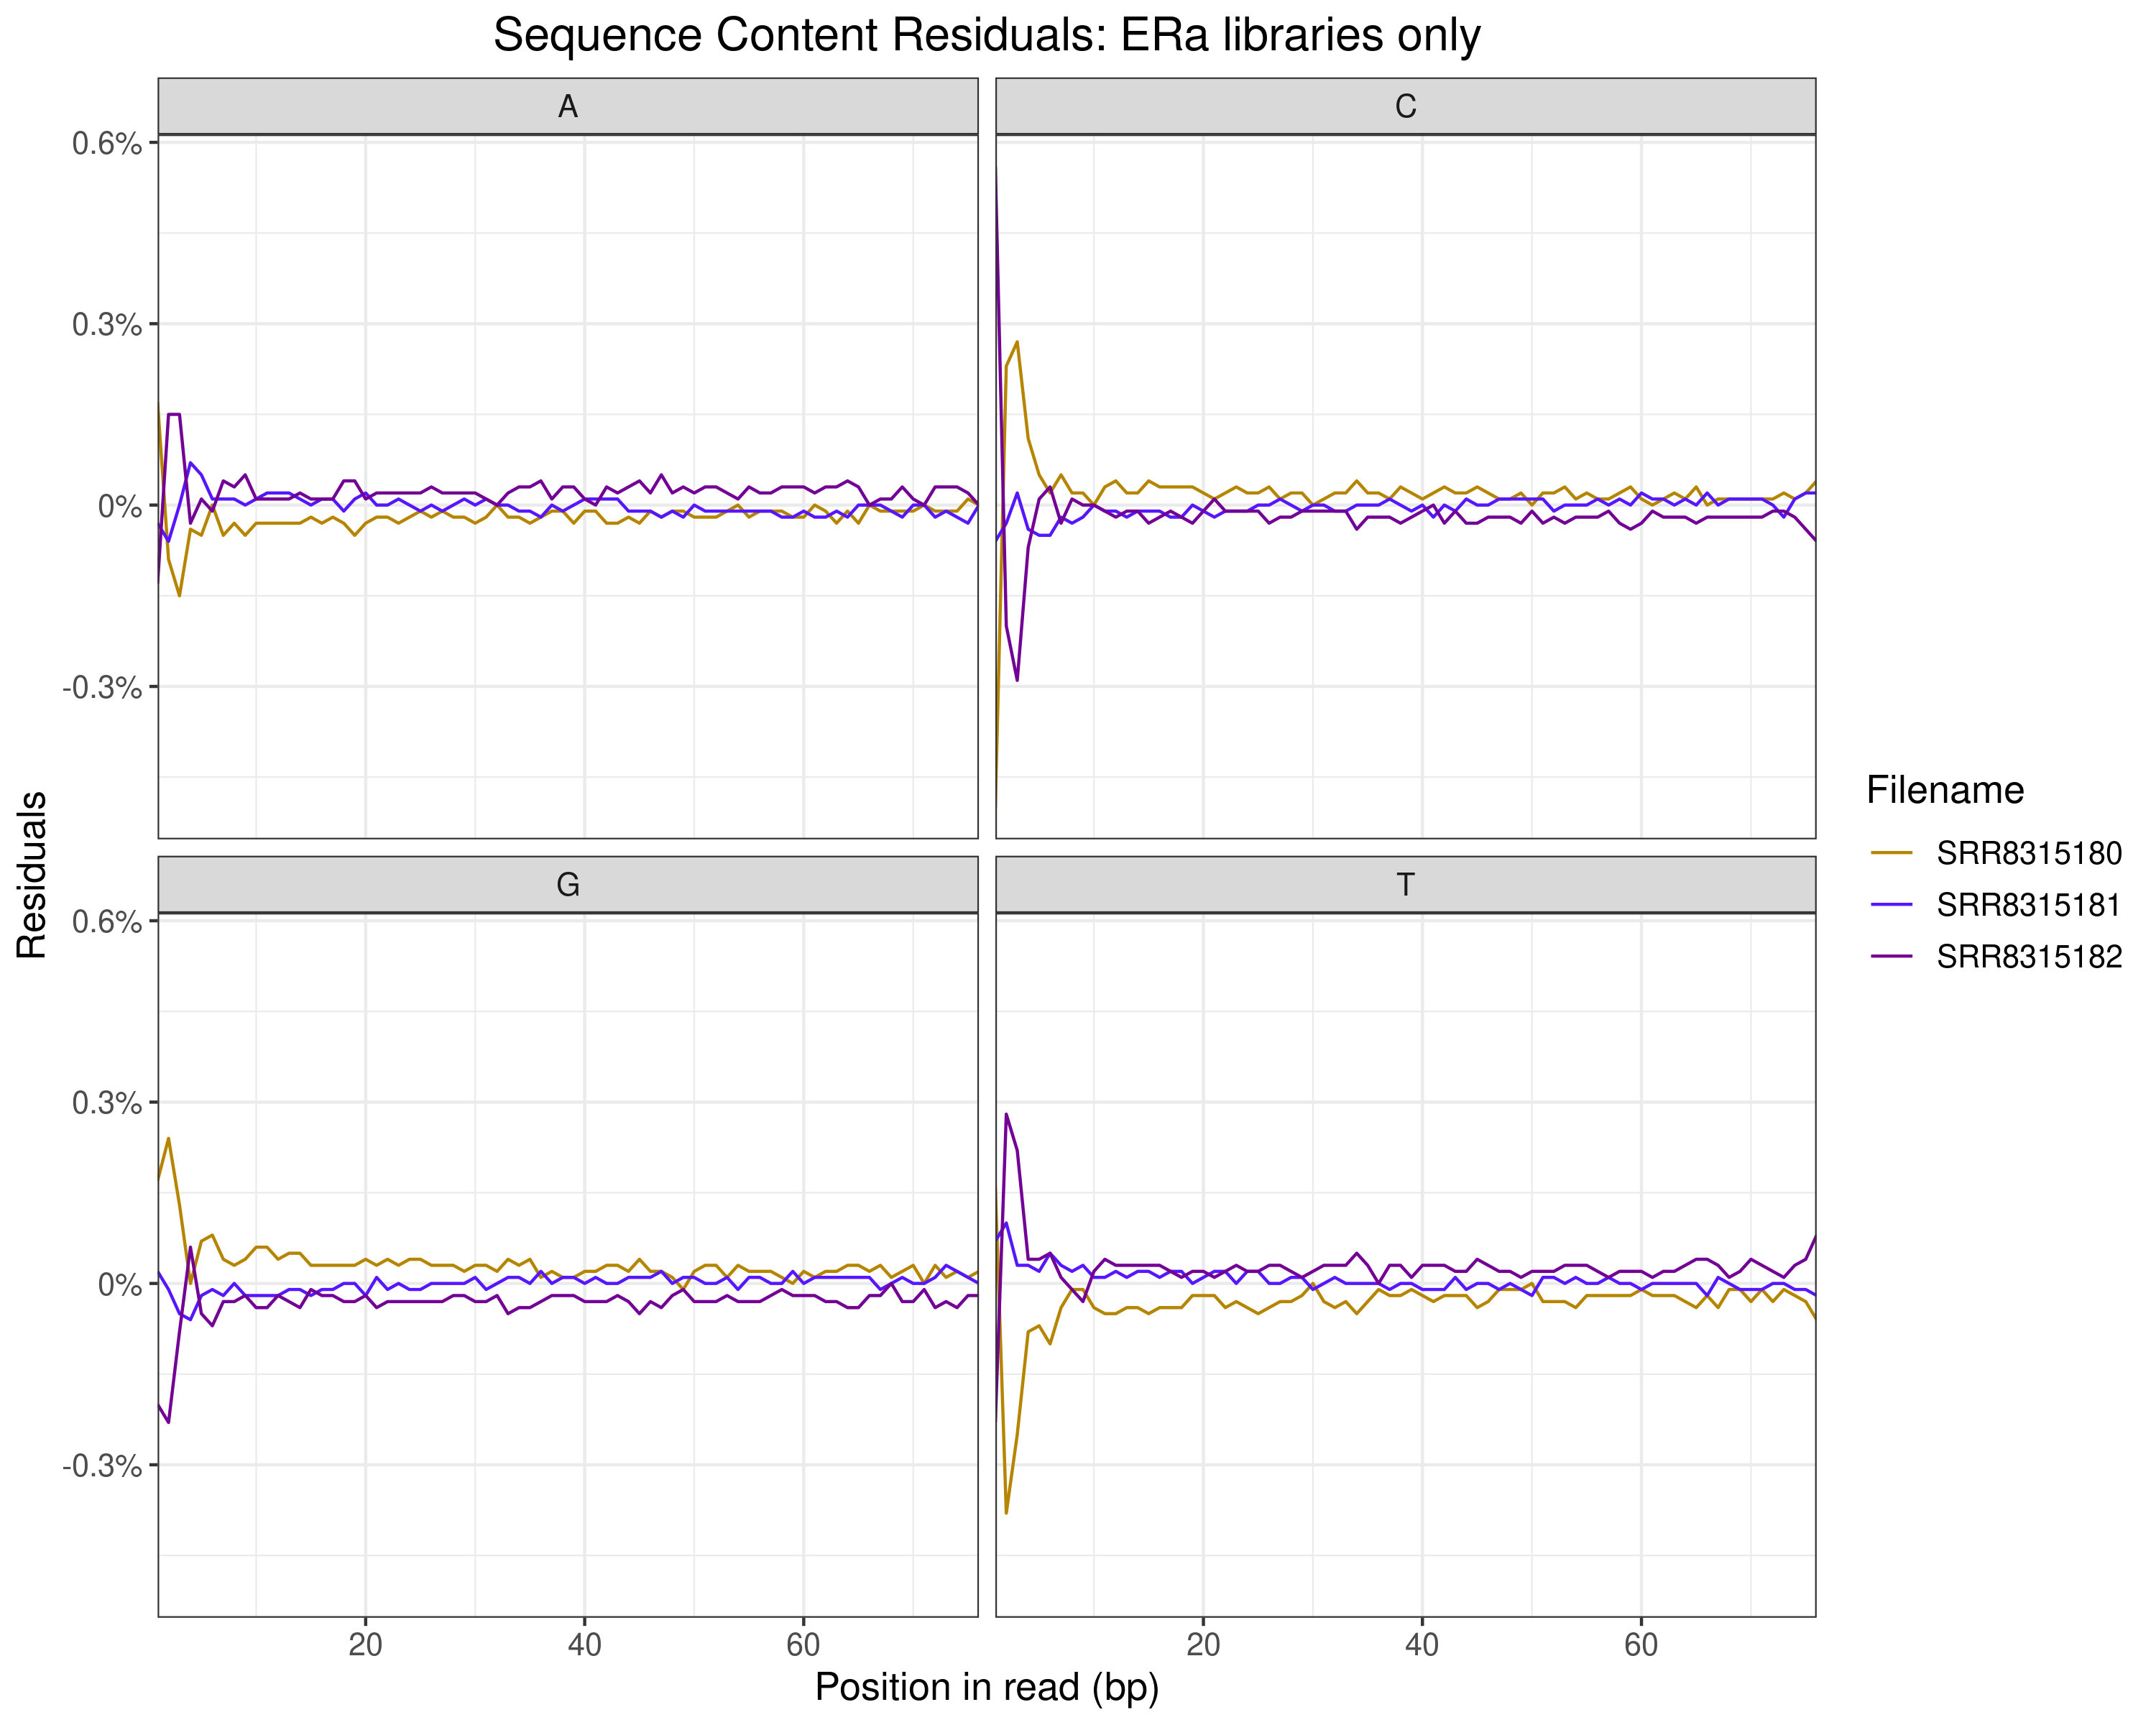 Sequence Content Residuals: ERa libraries only
A
C
0.6%
0.3%
0%
-0.3%
G
T
0.6%
0.3%
0%
-0.3%
20
40
60
20
40
60
Position in read (bp)
Residuals
Filename
SRR8315180
SRR8315181
SRR8315182